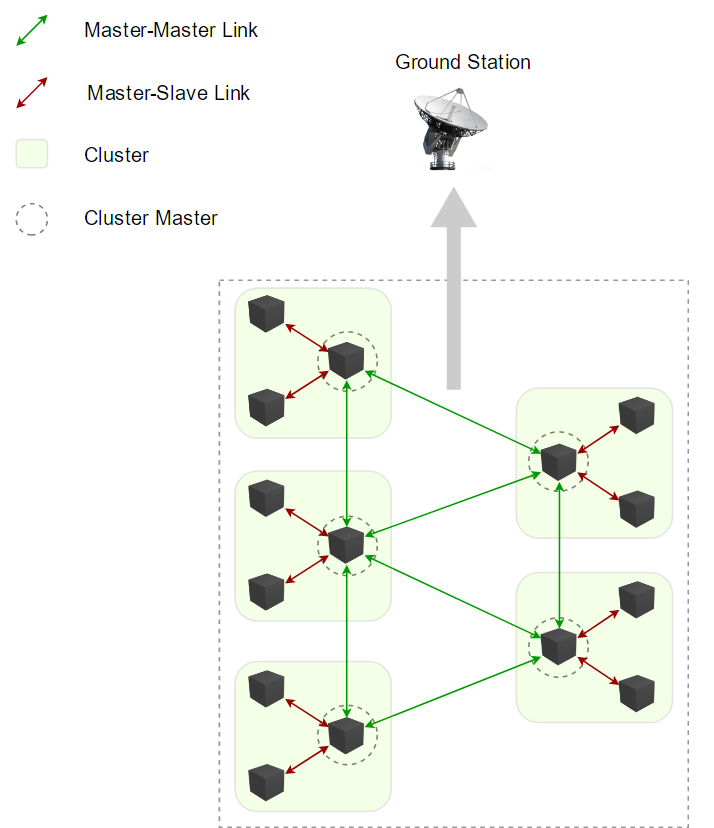 Master-Master Link
Ground Station
Master-Slave Link
Cluster
Cluster Master